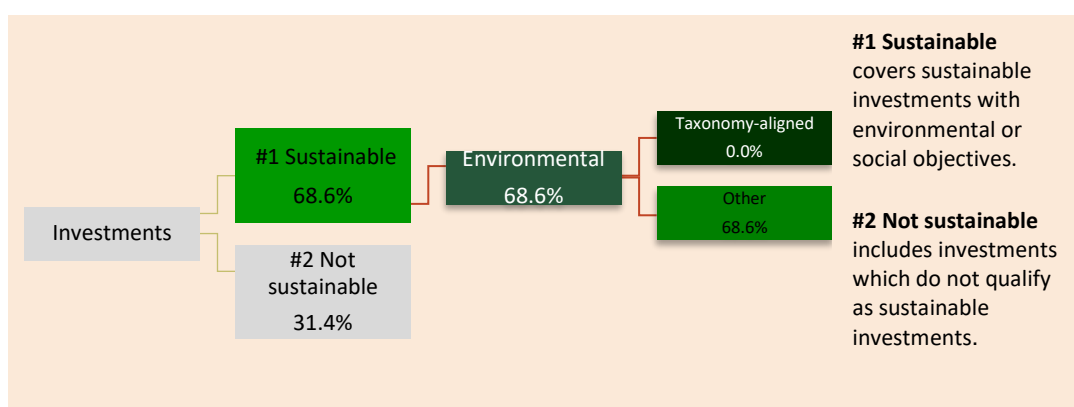 Investments
#1 Sustainable
68.6%
#2 Not
sustainable
31.4%
Environmental
68.6%
Taxonomy-aligned
0.0%
Other
68.6%
#1 Sustainable
covers sustainable
investments with
environmental or
social objectives.
#2 Not sustainable
includes investments
which do not qualify
as sustainable
investments.